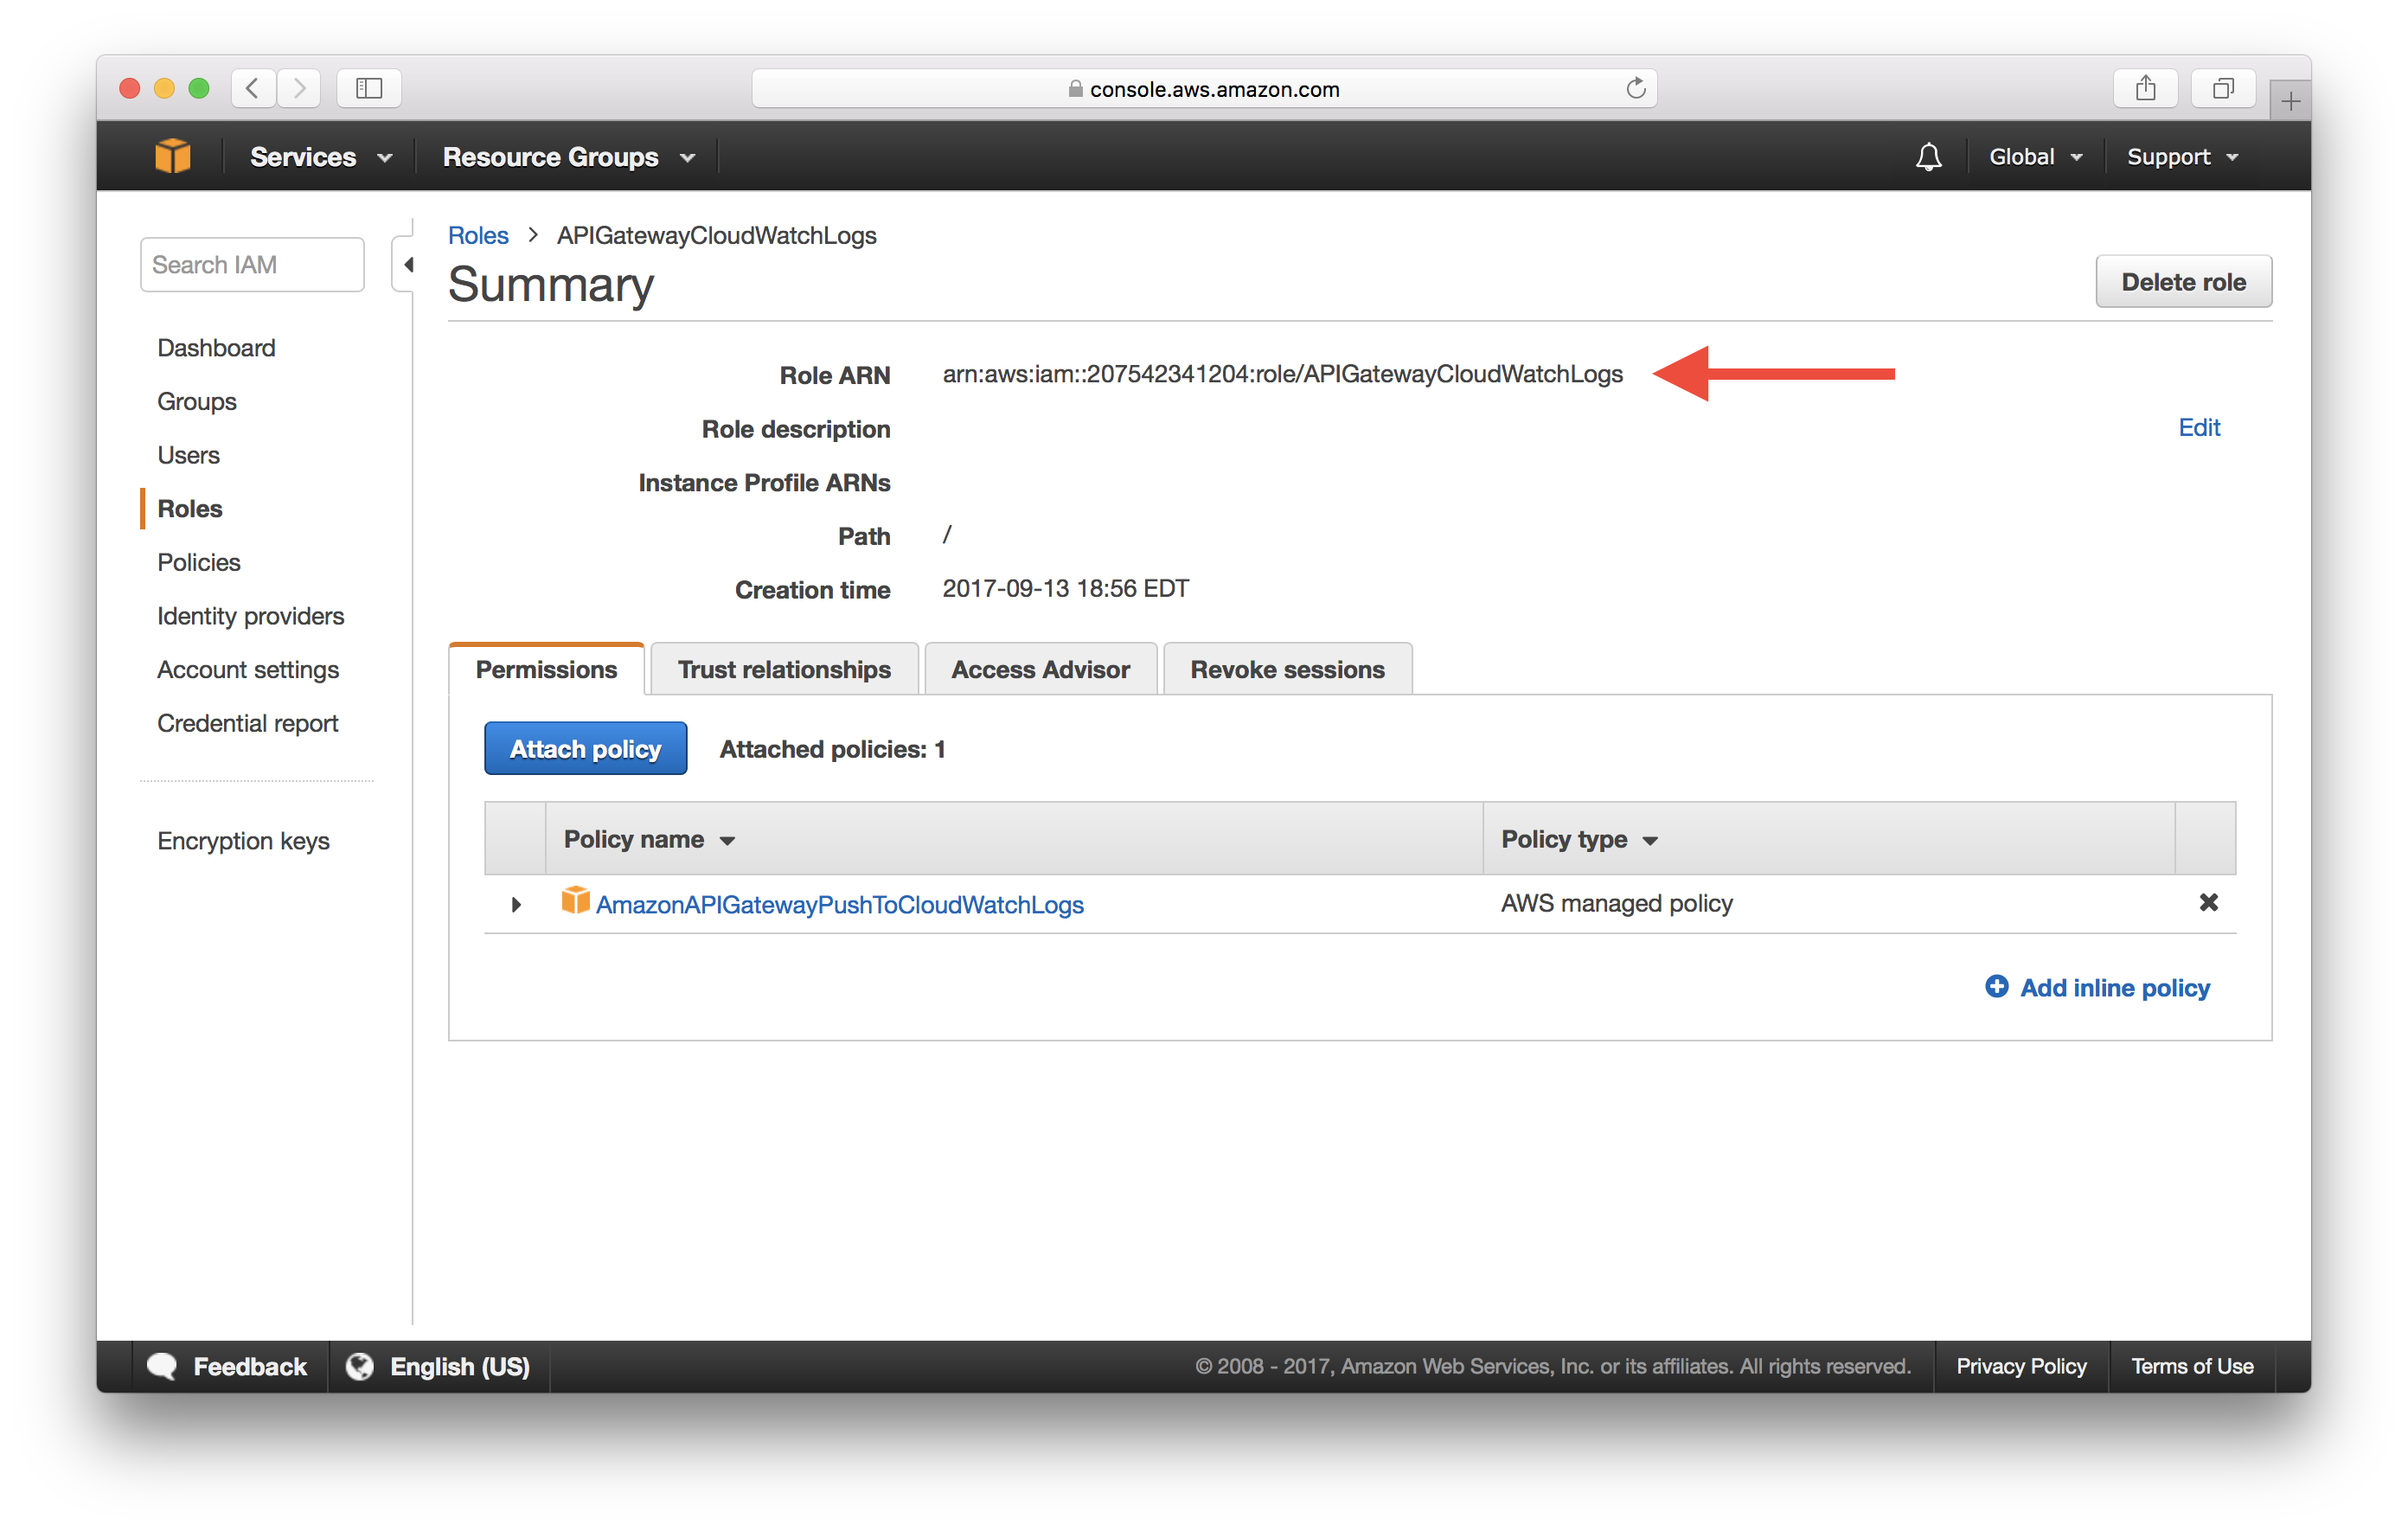 console.aws.amazon.com
Services
Resource Groups
Global
Support
Search IAM
Dashboard
Groups
Users
Roles
Policies
Identity providers
Account settings
Credential report
Encryption keys
Roles > APIGatewayCloudWatchLogs
Summary
Delete role
Role ARN arn:aws:iam::207542341204:role/APIGatewayCloudWatchLogs
Role description
Edit
Instance Profile ARNs
Path /
Creation time 2017-09-13 18:56 EDT
Permissions
Trust relationships
Access Advisor
Revoke sessions
Attach policy
Attached policies: 1
Policy name
Policy type
AmazonAPIGatewayPushToCloudWatchLogs
AWS managed policy
Add inline policy
Feedback
English (US)
© 2008 - 2017, Amazon Web Services, Inc. or its affiliates. All rights reserved.
Privacy Policy
Terms of Use